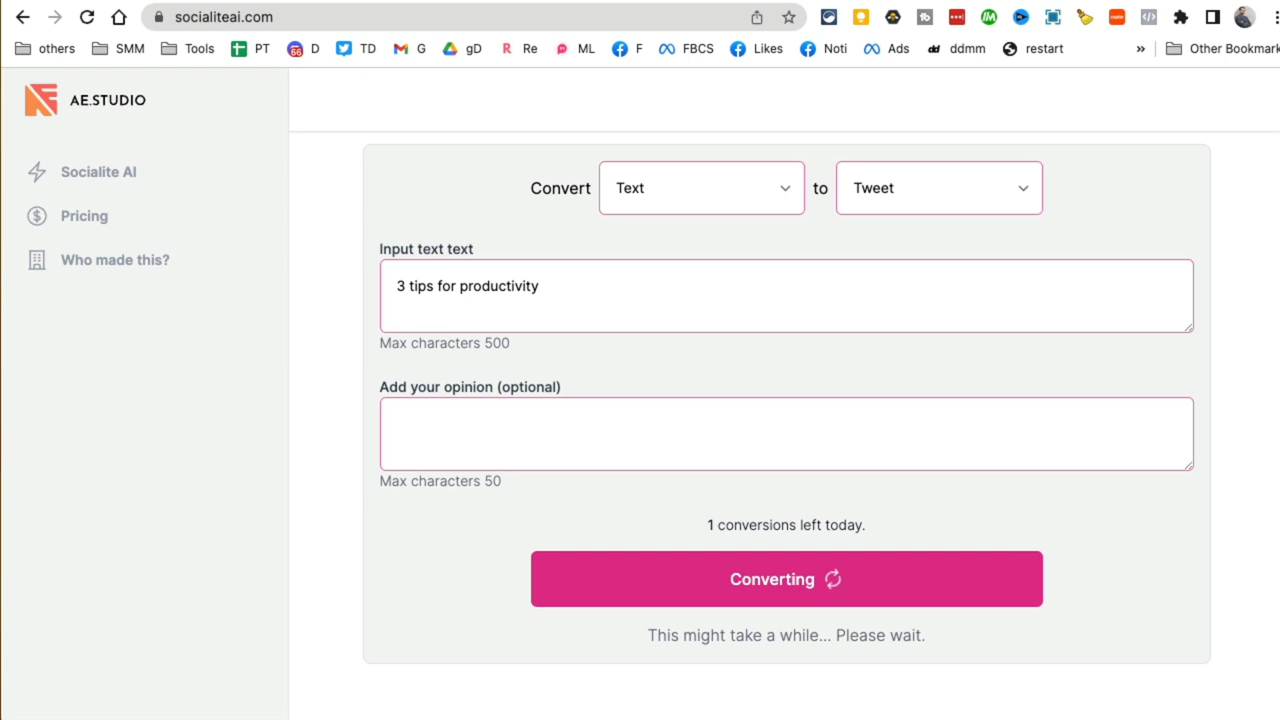 socialiteai.com
others SMM Tools PT 66 D TD G gD R Re ML F FBCS Likes Noti Ads dd ddmm restart » Other Bookmark
AE.STUDIO
Socialite AI
Pricing
Who made this?
Convert Text to Tweet
Input text text
3 tips for productivity
Max characters 500
Add your opinion (optional)
Max characters 50
1 conversions left today.
Converting
This might take a while... Please wait.